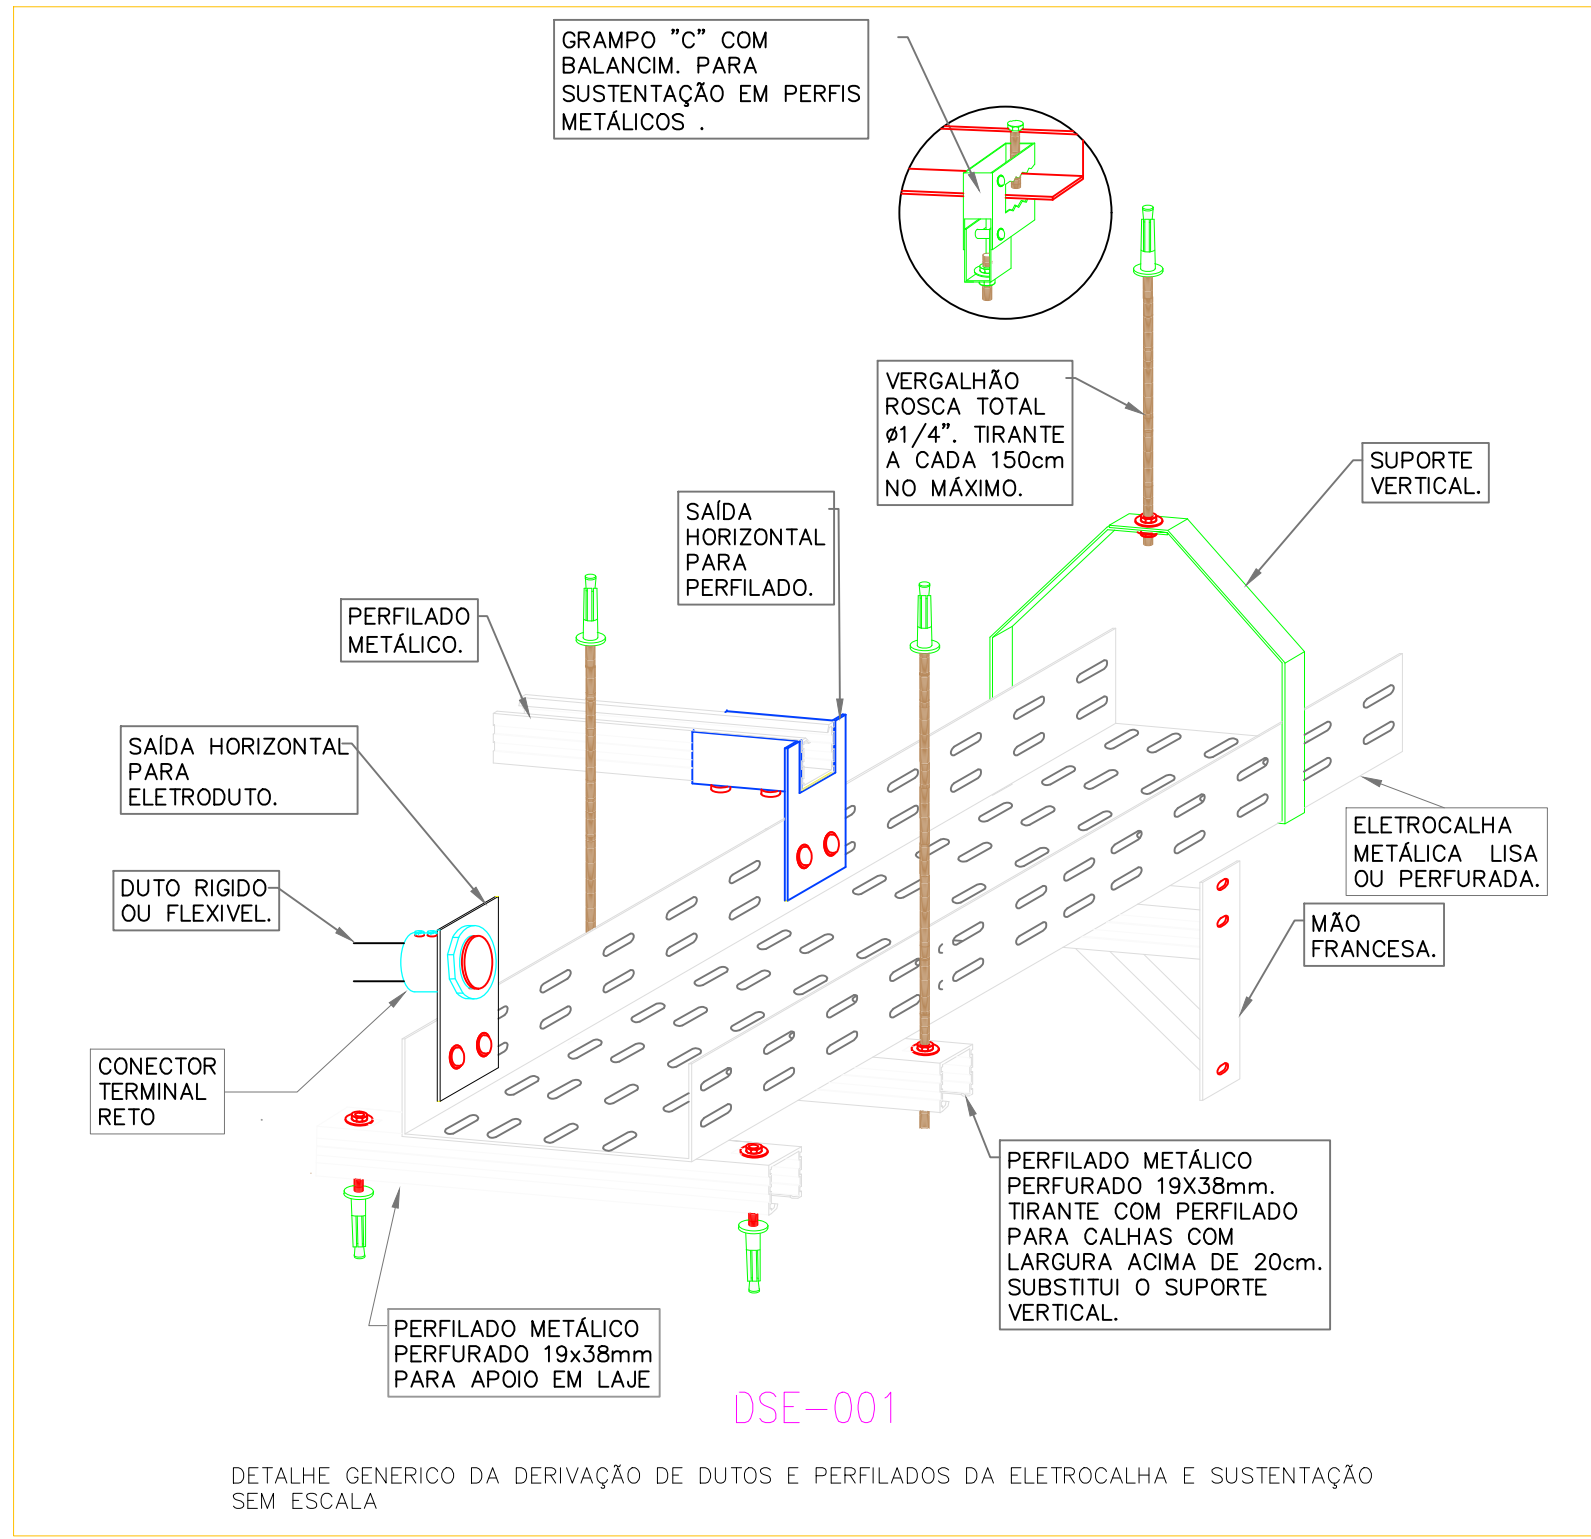 GRAMPO "C" COM
BALANCIM. PARA
SUSTENTAÇÃO EM PERFIS
METÁLICOS .
VERGALHÃO
ROSCA TOTAL
ø1/4". TIRANTE
A CADA 150cm
NO MÁXIMO.
SUPORTE
VERTICAL.
SAÍDA
HORIZONTAL
PARA
PERFILADO.
PERFILADO
METÁLICO.
SAÍDA HORIZONTAL
PARA
ELETRODUTO.
ELETROCALHA
METÁLICA LISA
OU PERFURADA.
DUTO RIGIDO
OU FLEXIVEL.
MÃO
FRANCESA.
CONECTOR
TERMINAL
RETO
PERFILADO METÁLICO
PERFURADO 19X38mm.
TIRANTE COM PERFILADO
PARA CALHAS COM
LARGURA ACIMA DE 20cm.
SUBSTITUI O SUPORTE
VERTICAL.
PERFILADO METÁLICO
PERFURADO 19x38mm
PARA APOIO EM LAJE
DSE-001
DETALHE GENERICO DA DERIVAÇÃO DE DUTOS E PERFILADOS DA ELETROCALHA E SUSTENTAÇÃO
SEM ESCALA